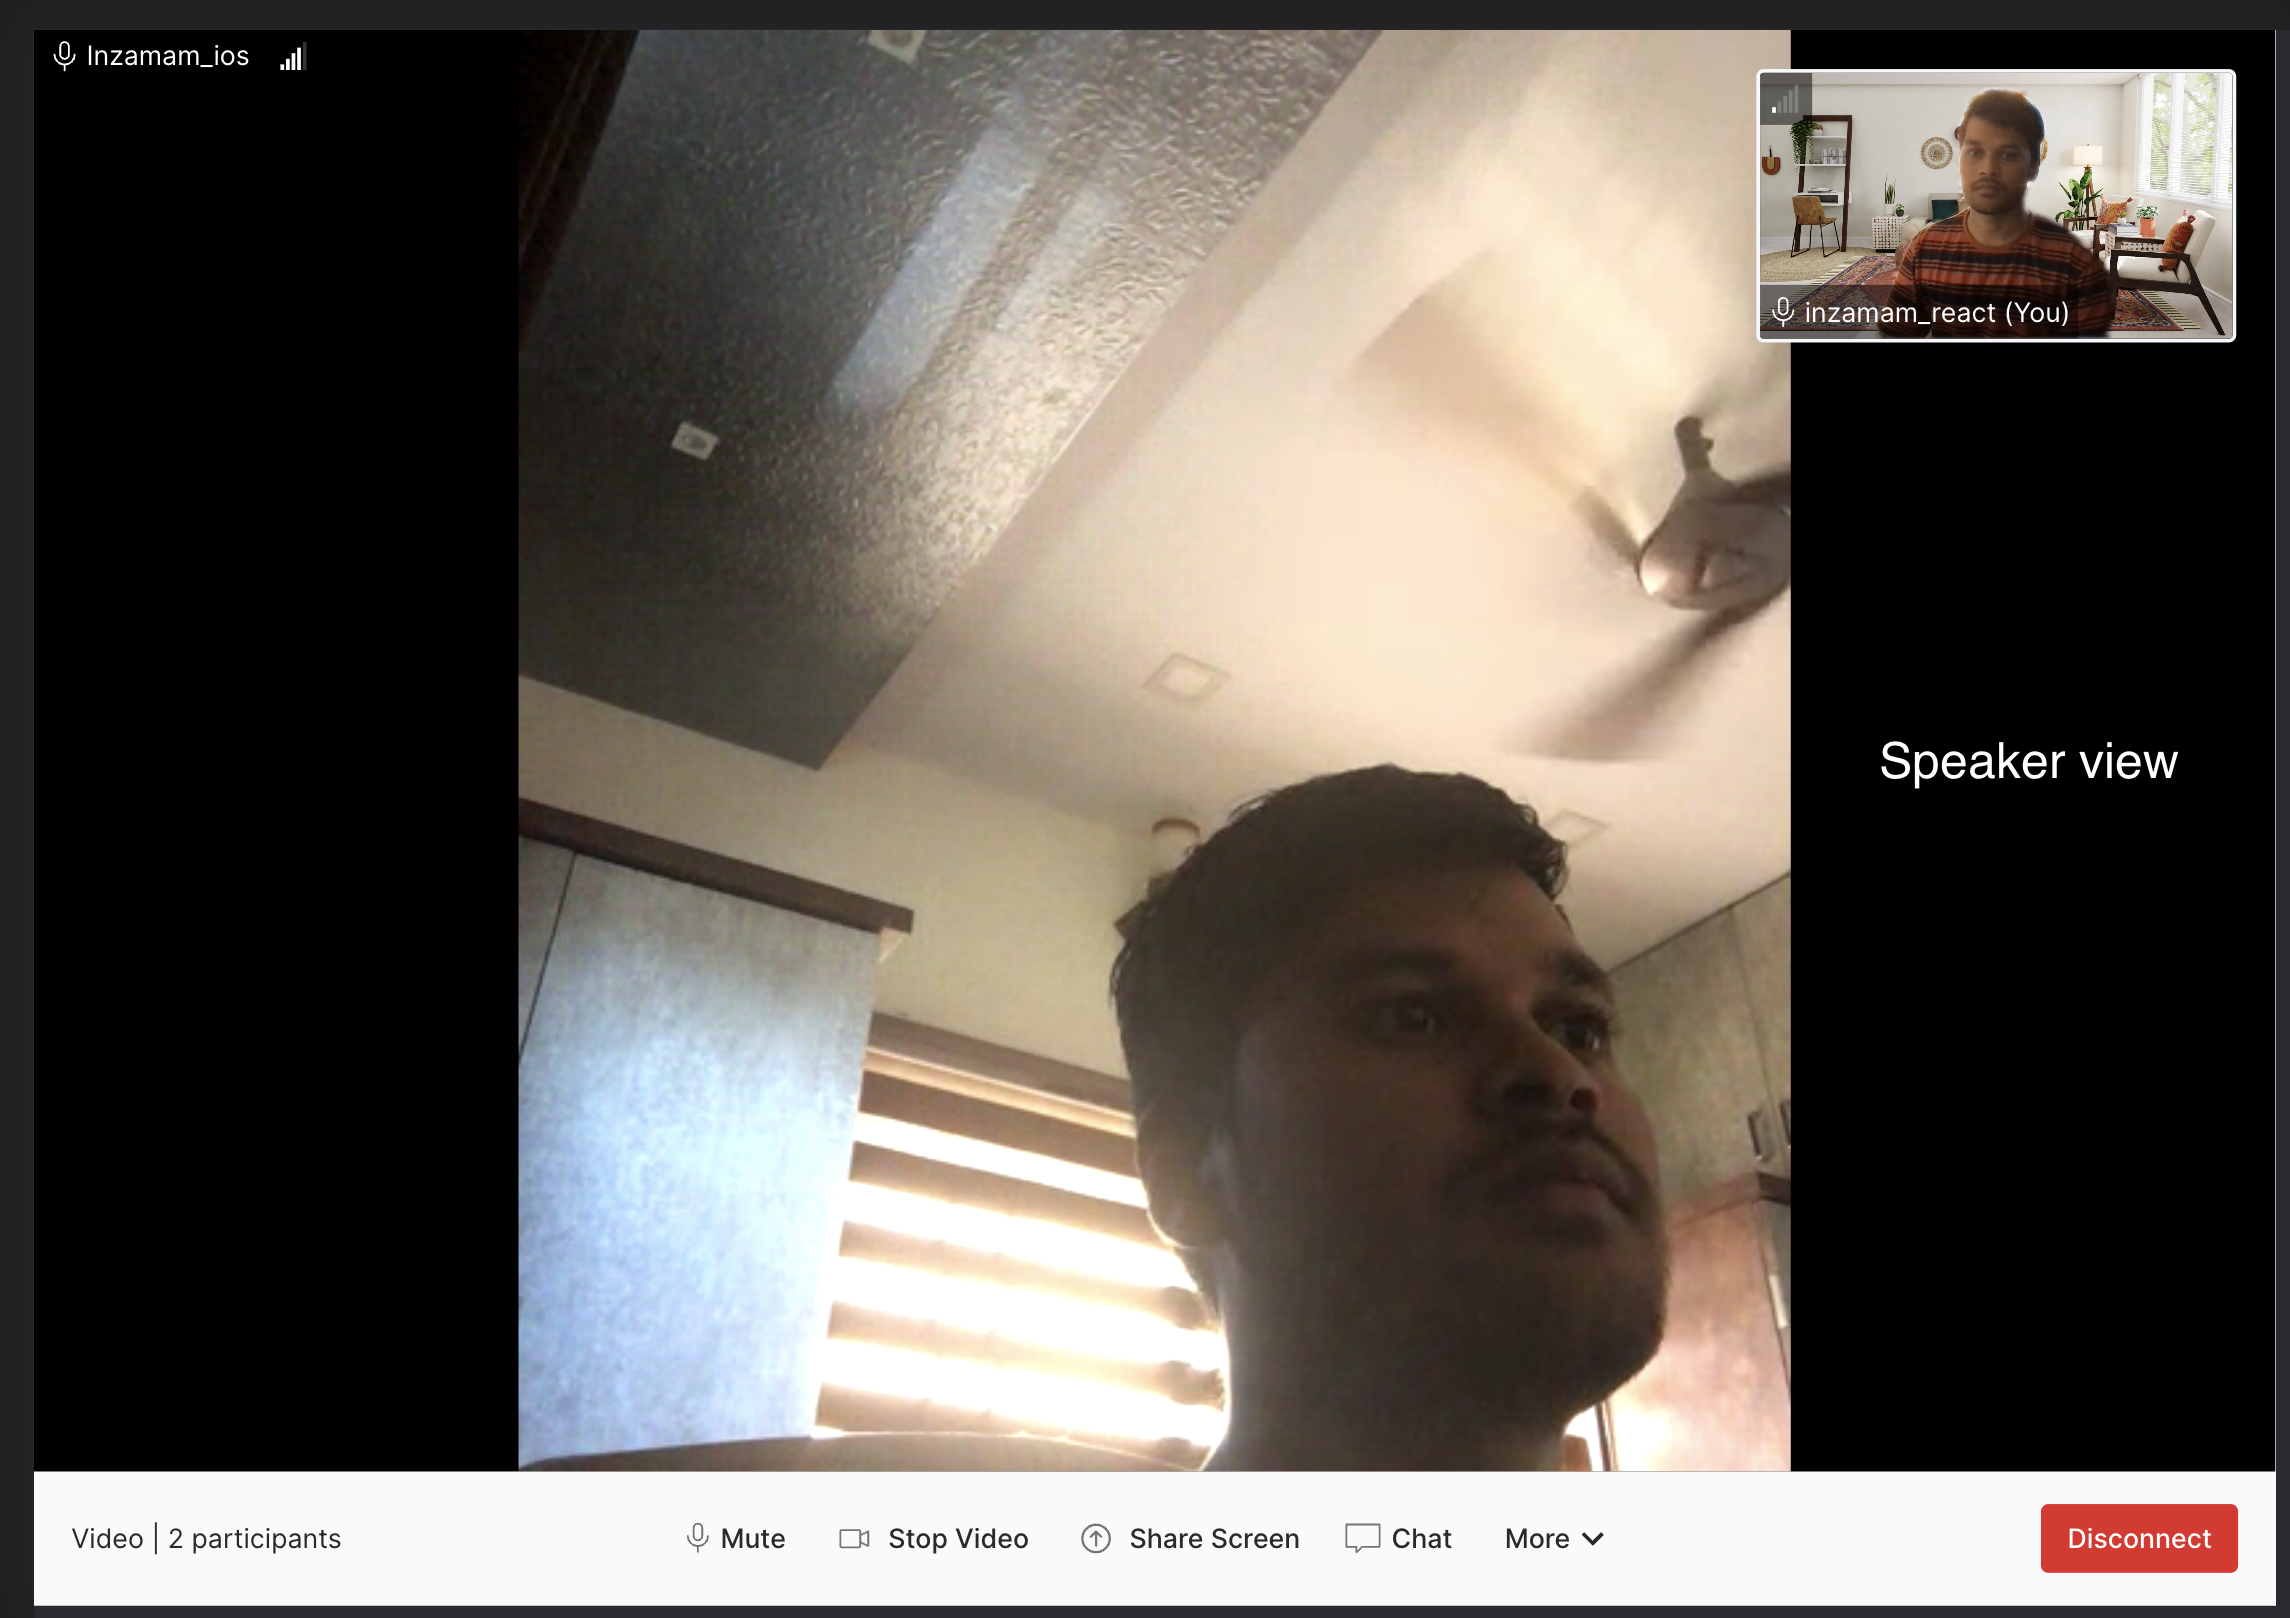 Inzamam_ios
inzamam_react (You)
Speaker view
Video | 2 participants
Mute
Stop Video
Share Screen
Chat
More
Disconnect